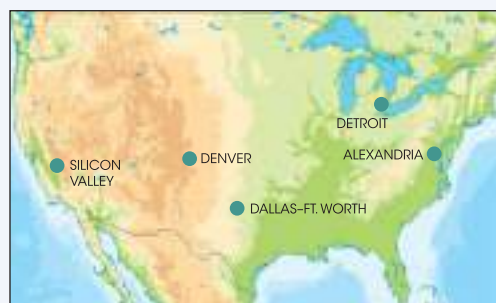 DETROIT
ALEXANDRIA
DENVER
SILICON
VALLEY
DALLAS–FT. WORTH